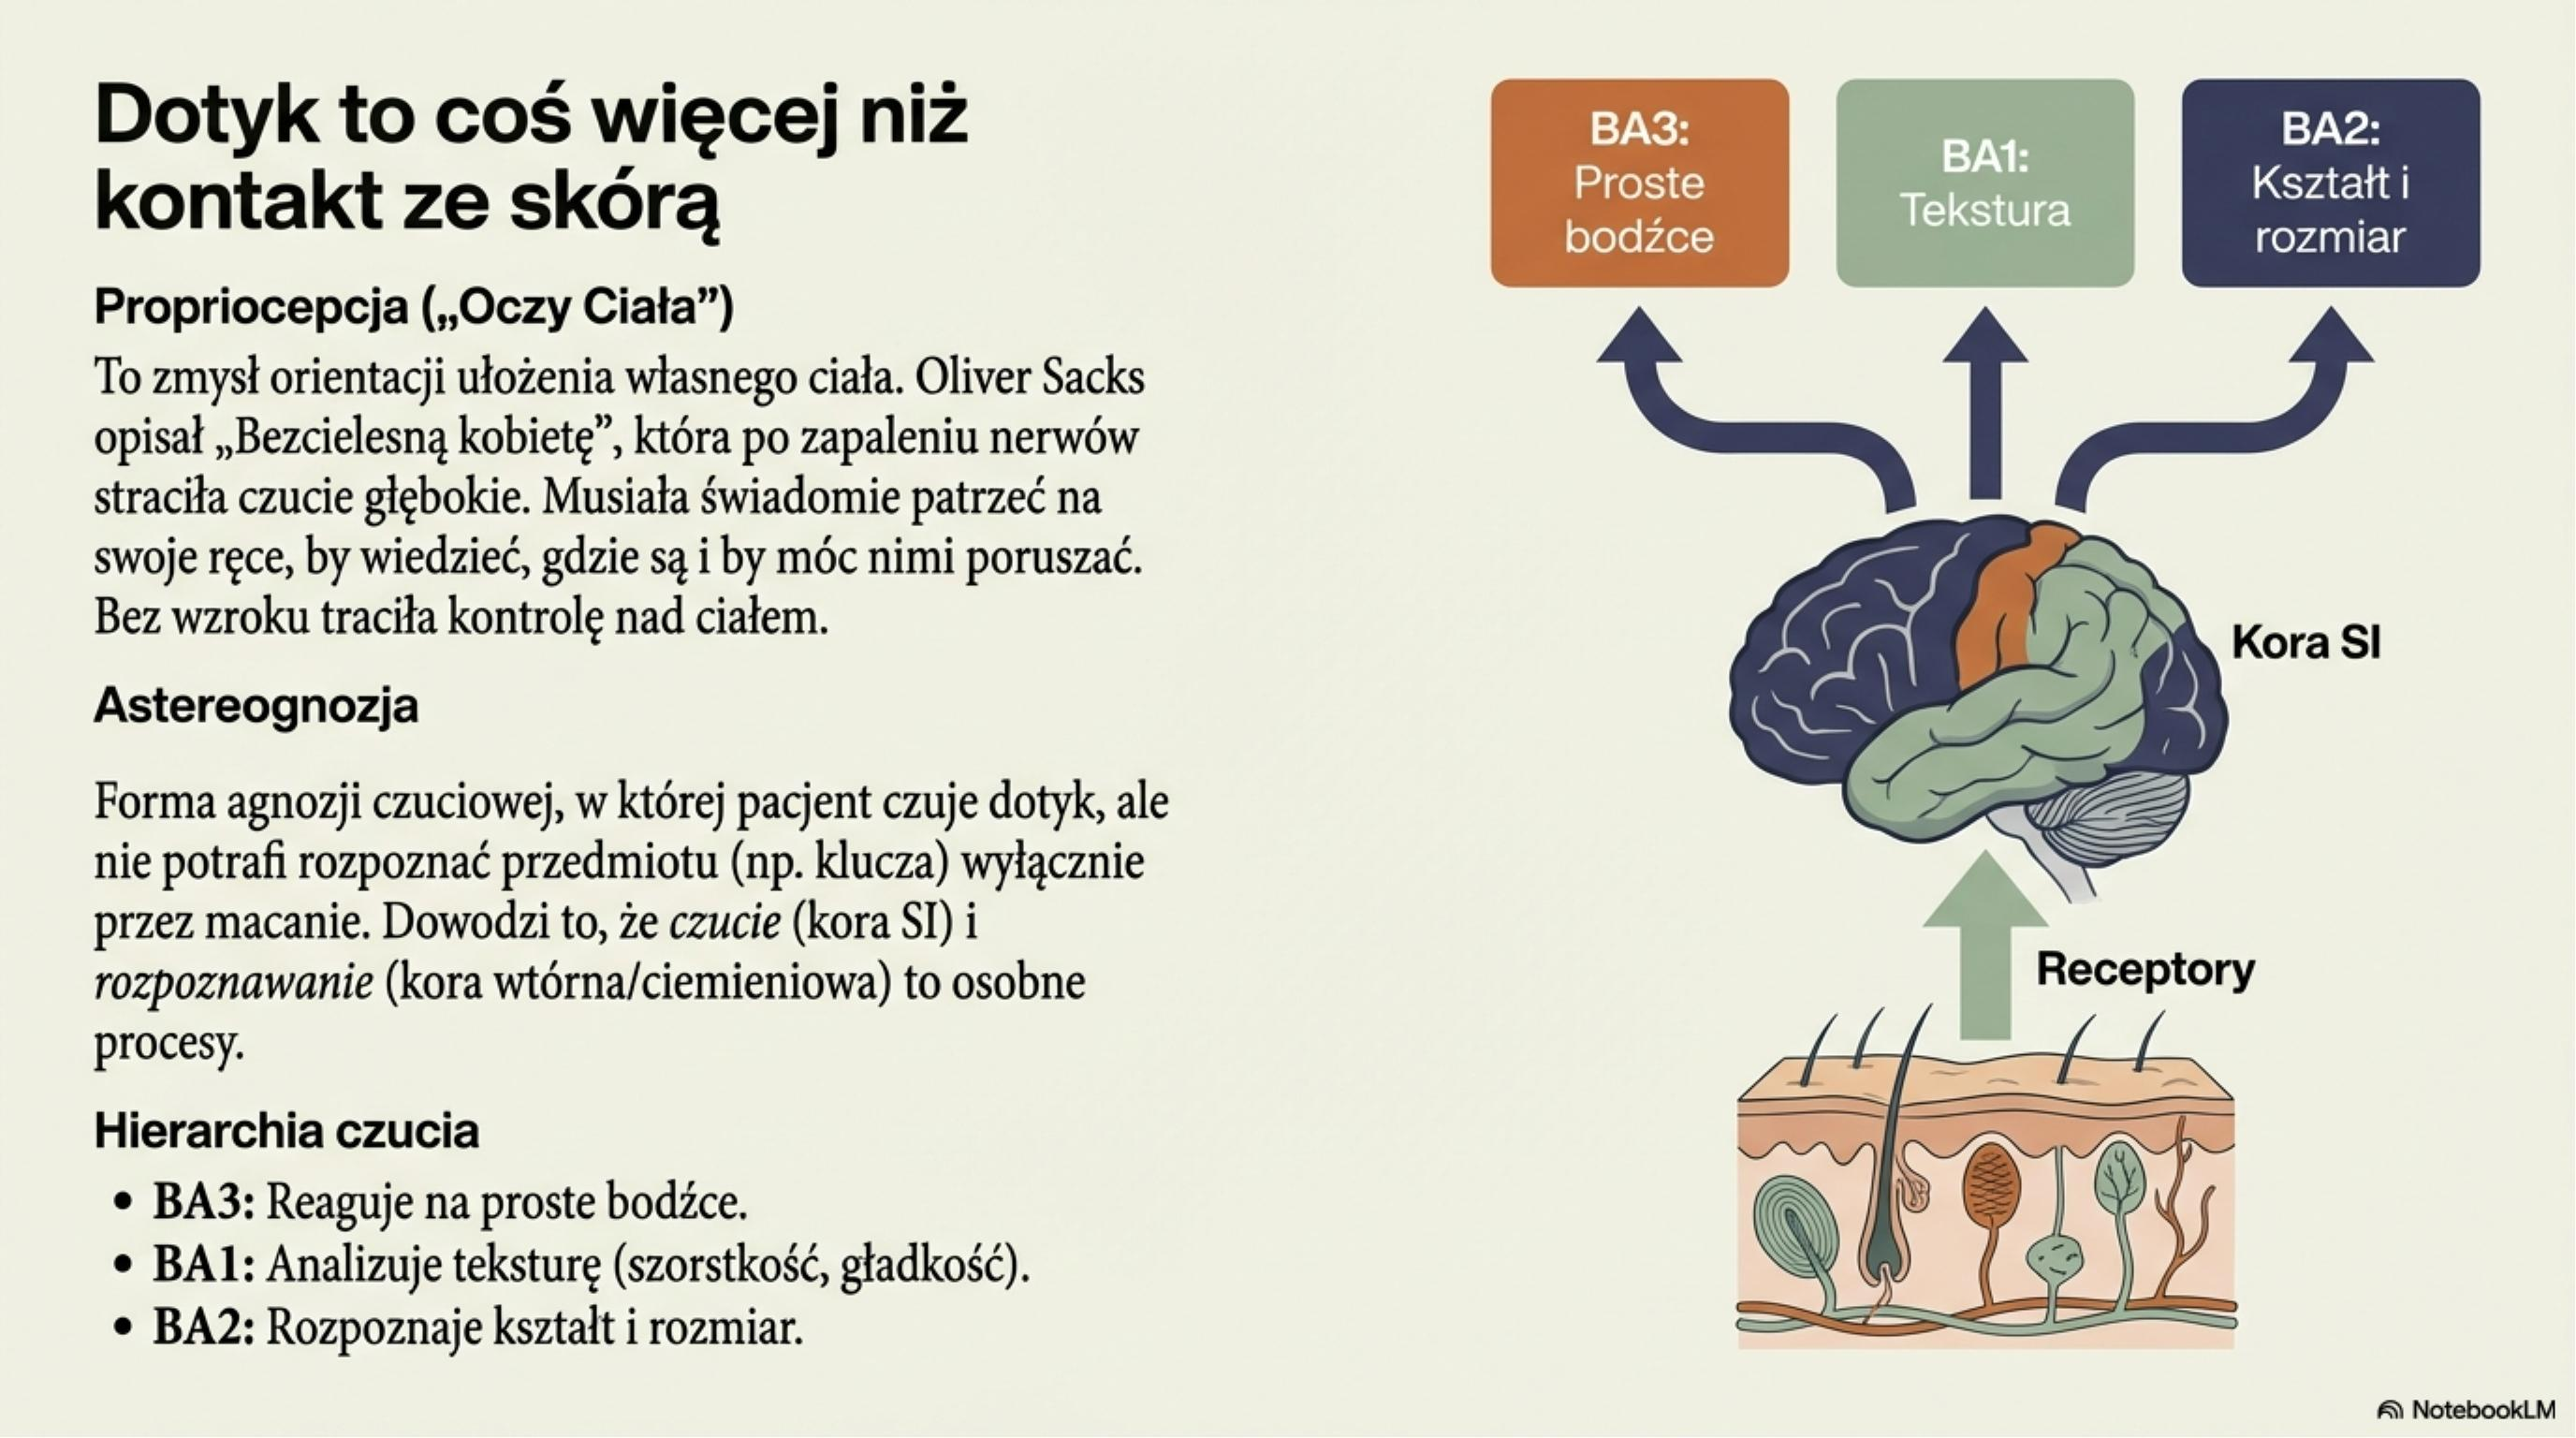 Dotyk to coś więcej niż
kontakt ze skórą
Propriocepcja („Oczy Ciała”)
To zmysł orientacji ułożenia własnego ciała. Oliver Sacks
opisał „Bezcielesną kobietę”, która po zapaleniu nerwów
straciła czucie głębokie. Musiała świadomie patrzeć na
swoje ręce, by wiedzieć, gdzie są i by móc nimi poruszać.
Bez wzroku traciła kontrolę nad ciałem.
Astereognozja
Forma agnozji czuciowej, w której pacjent czuje dotyk, ale
nie potrafi rozpoznać przedmiotu (np. klucza) wyłącznie
przez macanie. Dowodzi to, że czucie (kora SI) i
rozpoznawanie (kora wtórna/ciemieniowa) to osobne
procesy.
Hierarchia czucia
• BA3: Reaguje na proste bodźce.
• BA1: Analizuje teksturę (szorstkość, gładkość).
• BA2: Rozpoznaje kształt i rozmiar.
BA3:
Proste
bodźce
BA1:
Tekstura
BA2:
Kształt i
rozmiar
Kora SI
Receptory
NotebookLM